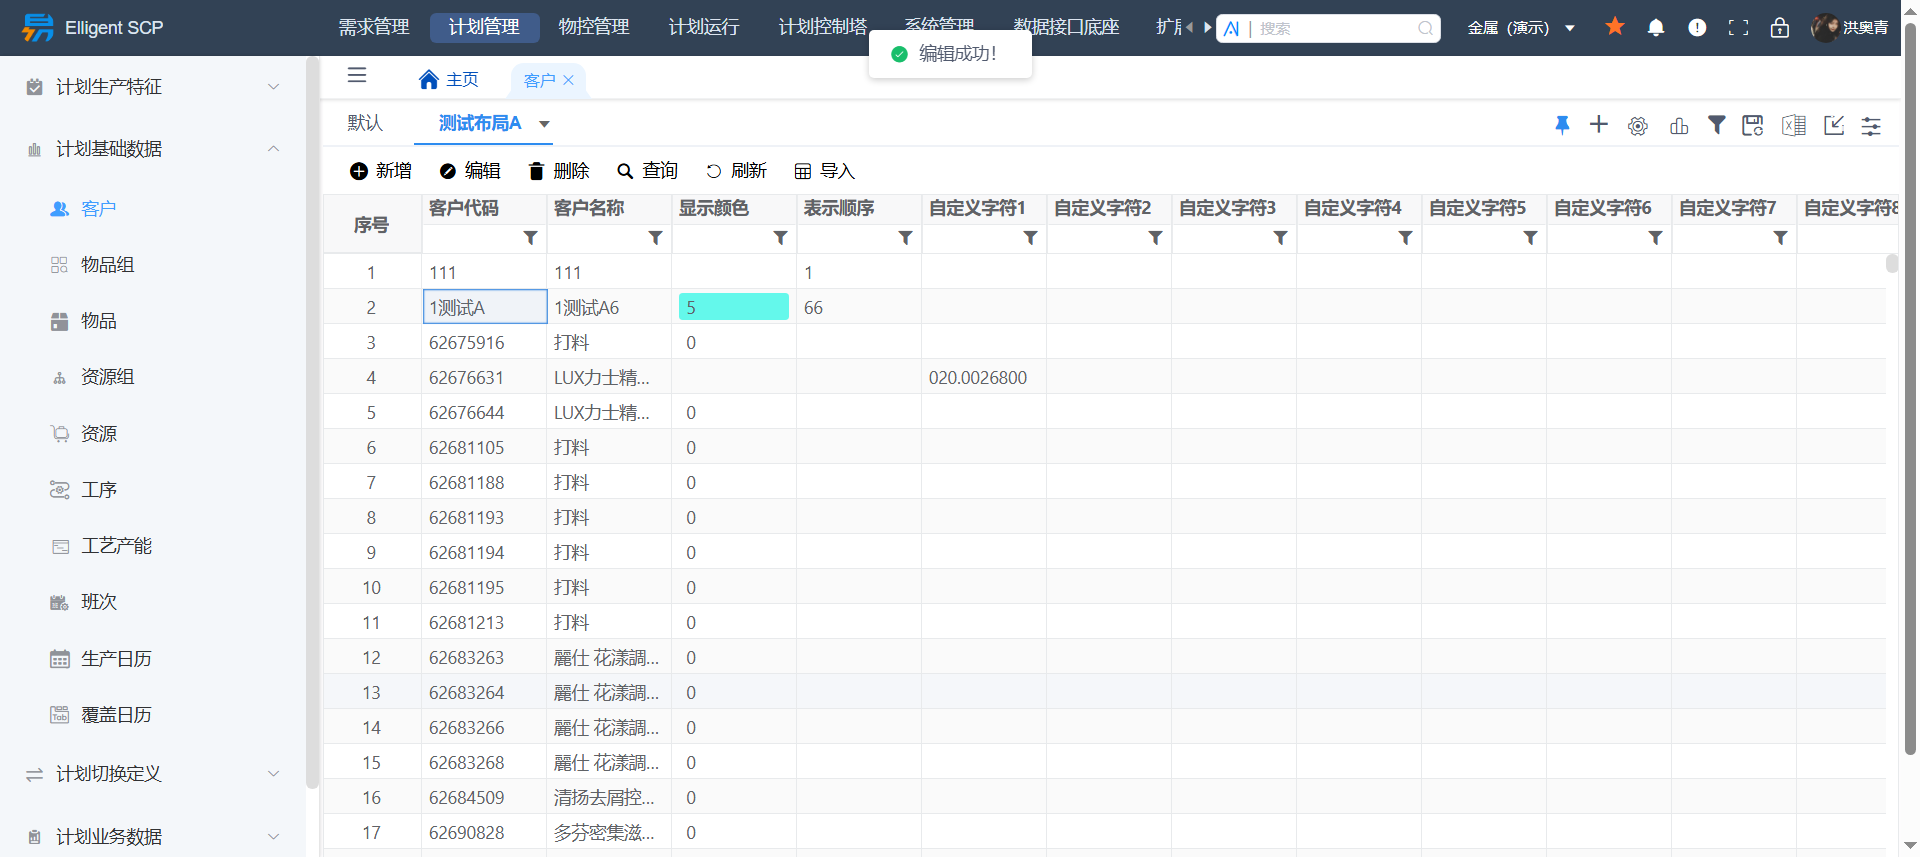 Elligent SCP
需求管理 计划管理 物控管理 计划运行 计划控制塔 系统管理 数据接口底座
搜索
金属（演示）
洪奥青
编辑成功！
计划生产特征
计划基础数据
客户
物品组
物品
资源组
资源
工序
工艺产能
班次
生产日历
覆盖日历
计划切换定义
计划业务数据
主页 客户
默认 测试布局A
新增 编辑 删除 查询 刷新 导入
序号 客户代码 客户名称 显示颜色 表示顺序 自定义字符1 自定义字符2 自定义字符3 自定义字符4 自定义字符5 自定义字符6 自定义字符7 自定义字符8
1 111 111 1
2 1测试A 1测试A6 5 66
3 62675916 打料 0
4 62676631 LUX力士精... 020.0026800
5 62676644 LUX力士精... 0
6 62681105 打料 0
7 62681188 打料 0
8 62681193 打料 0
9 62681194 打料 0
10 62681195 打料 0
11 62681213 打料 0
12 62683263 麗仕 花漾調... 0
13 62683264 麗仕 花漾調... 0
14 62683266 麗仕 花漾調... 0
15 62683268 麗仕 花漾調... 0
16 62684509 清扬去屑控... 0
17 62690828 多芬密集滋... 0